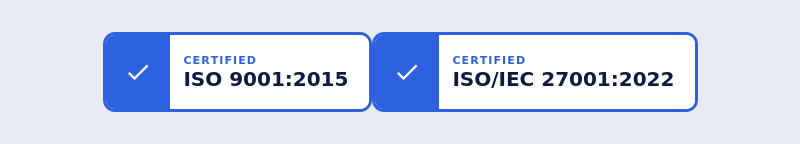 CERTIFIED
ISO 9001:2015
CERTIFIED
ISO/IEC 27001:2022